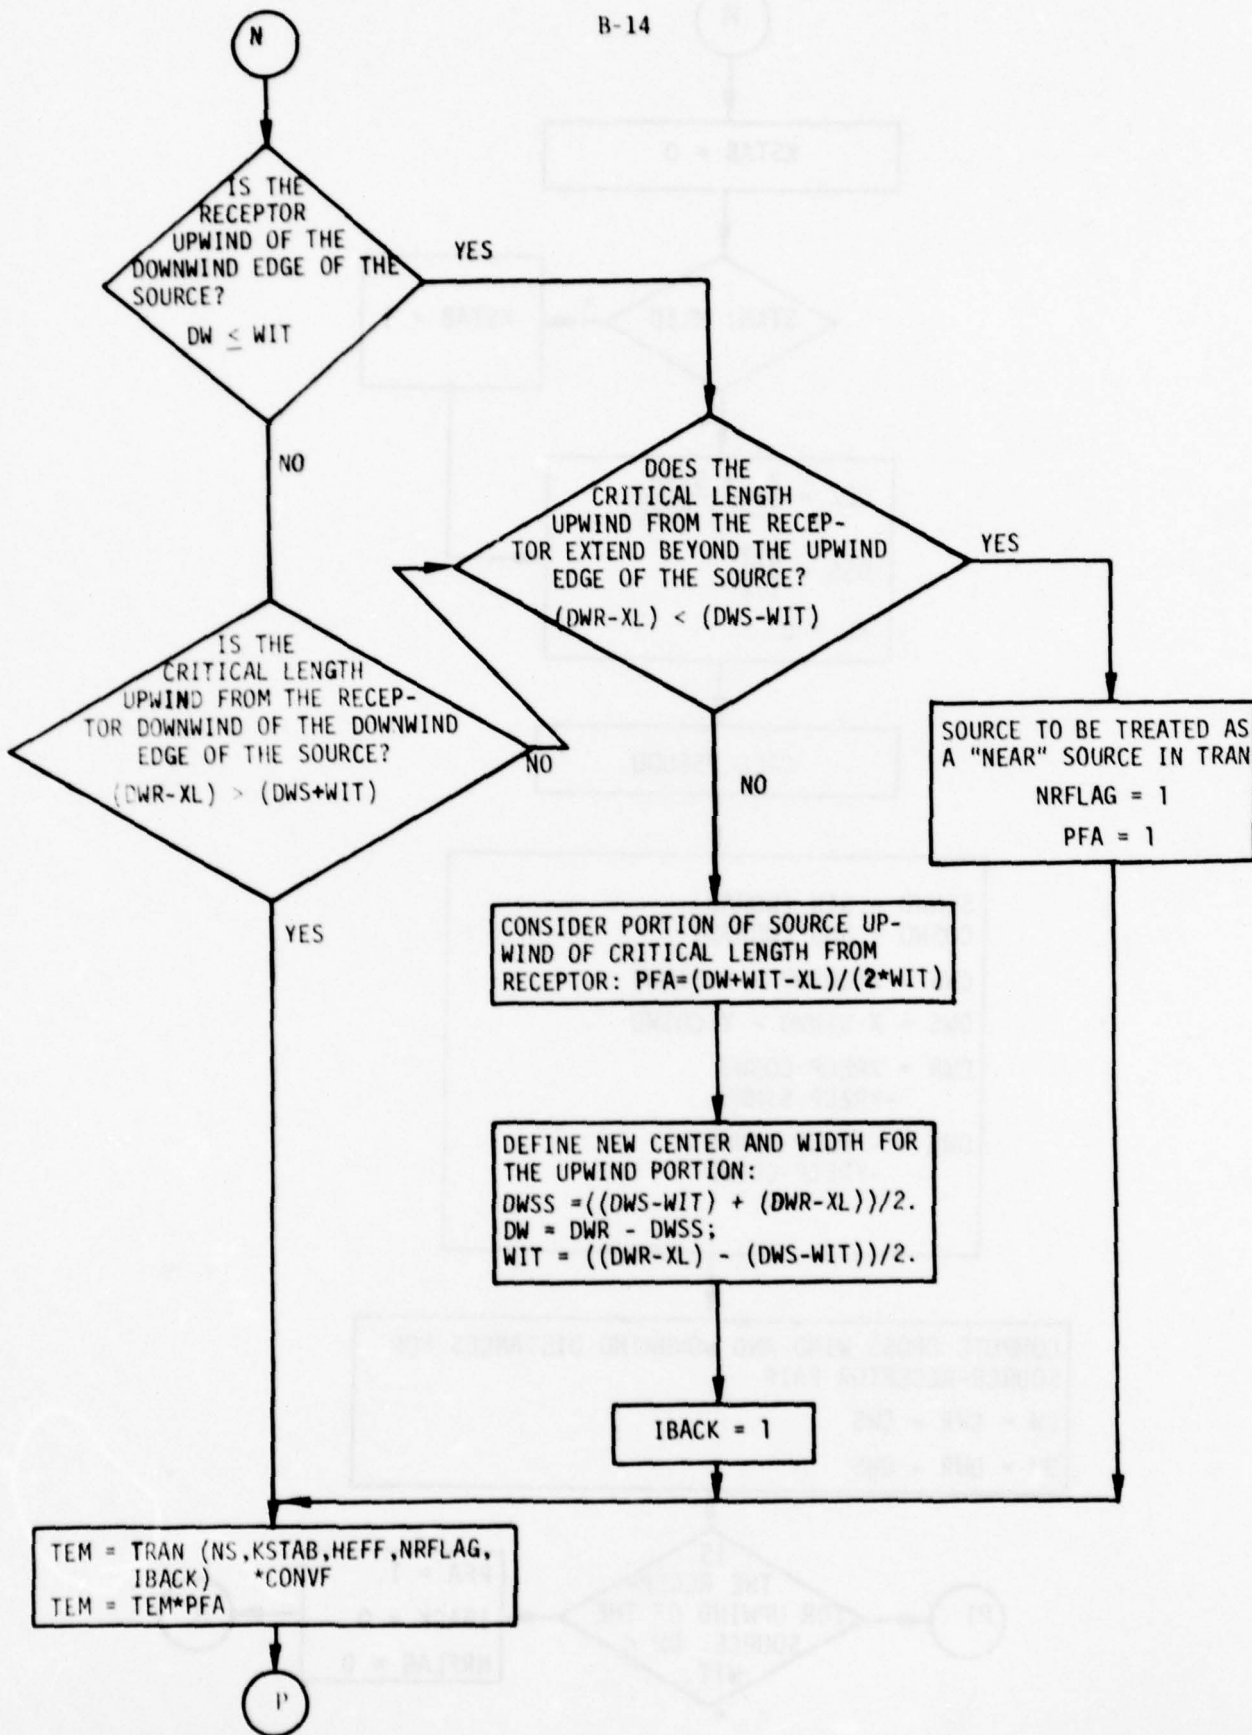 B-14
N
IS THE
RECEPTOR
UPWIND OF THE
DOWNWIND EDGE OF THE
SOURCE?
DW ≤ WIT
YES
NO
DOES THE
CRITICAL LENGTH
UPWIND FROM THE RECEP-
TOR EXTEND BEYOND THE UPWIND
EDGE OF THE SOURCE?
(DWR-XL) < (DWS-WIT)
YES
NO
IS THE
CRITICAL LENGTH
UPWIND FROM THE RECEP-
TOR DOWNWIND OF THE DOWNWIND
EDGE OF THE SOURCE?
(DWR-XL) > (DWS+WIT)
NO
YES
SOURCE TO BE TREATED AS
A "NEAR" SOURCE IN TRAN
NRFLAG = 1
PFA = 1
CONSIDER PORTION OF SOURCE UP-
WIND OF CRITICAL LENGTH FROM
RECEPTOR: PFA=(DW+WIT-XL)/(2*WIT)
DEFINE NEW CENTER AND WIDTH FOR
THE UPWIND PORTION:
DWSS =((DWS-WIT) + (DWR-XL))/2.
DW = DWR - DWSS;
WIT = ((DWR-XL) - (DWS-WIT))/2.
IBACK = 1
TEM = TRAN (NS,KSTAB,HEFF,NRFLAG,
IBACK) *CONVF
TEM = TEM*PFA
P